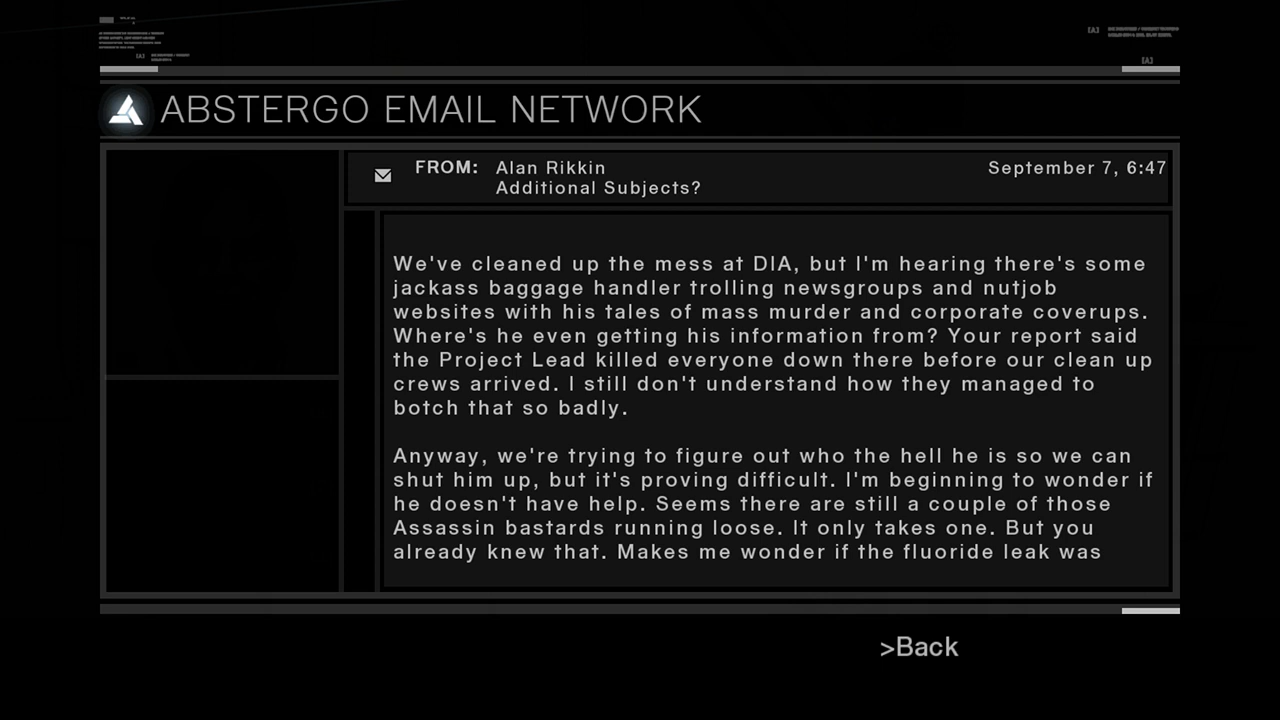 ABSTERGO EMAIL NETWORK
FROM: Alan Rikkin September 7, 6:47
Additional Subjects?
We've cleaned up the mess at DIA, but I'm hearing there's some
jackass baggage handler trolling newsgroups and nutjob
websites with his tales of mass murder and corporate coverups.
Where's he even getting his information from? Your report said
the Project Lead killed everyone down there before our clean up
crews arrived. I still don't understand how they managed to
botch that so badly.
Anyway, we're trying to figure out who the hell he is so we can
shut him up, but it's proving difficult. I'm beginning to wonder if
he doesn't have help. Seems there are still a couple of those
Assassin bastards running loose. It only takes one. But you
already knew that. Makes me wonder if the fluoride leak was
>Back